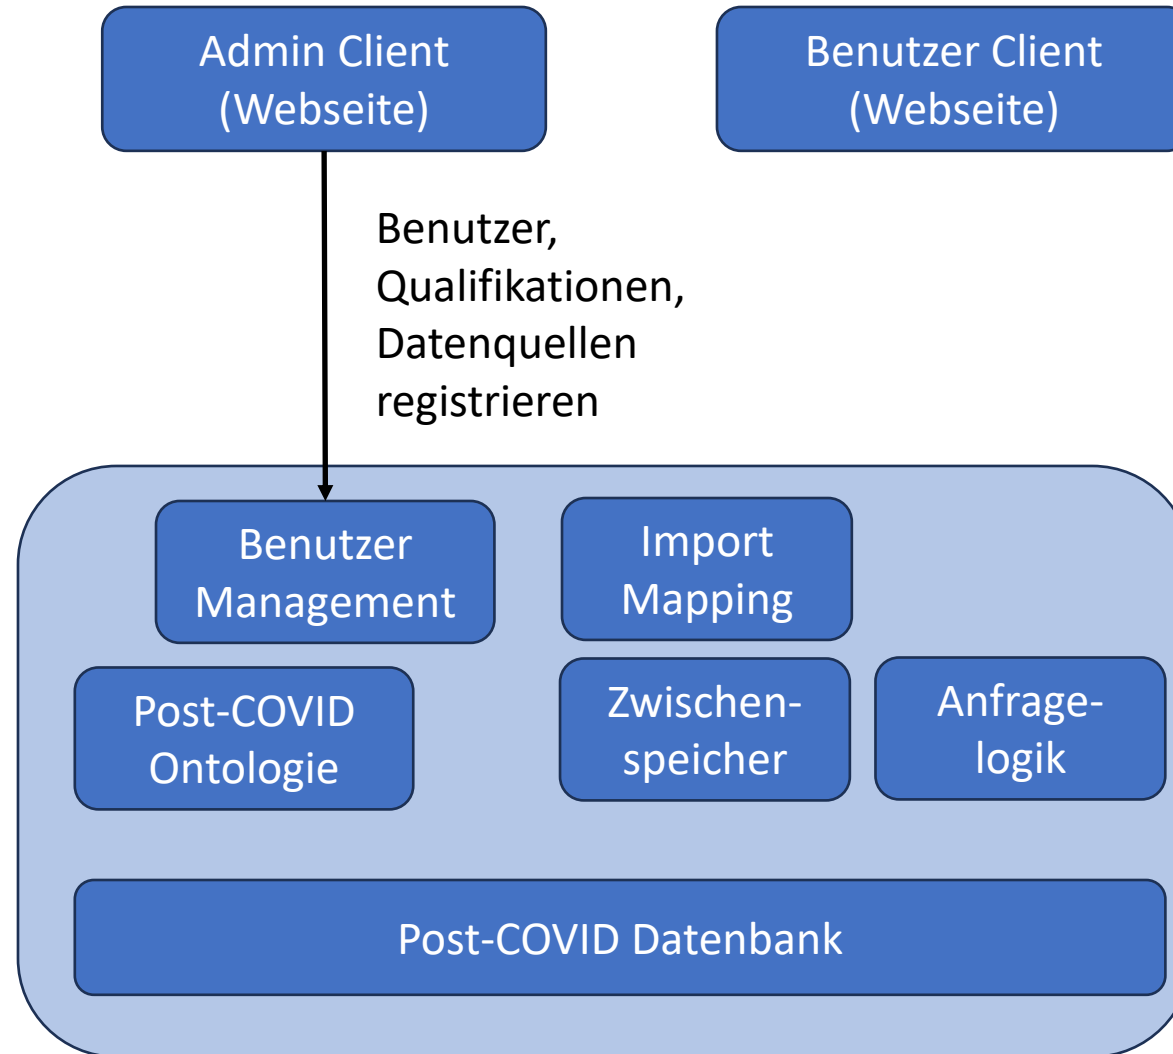 Admin Client
(Webseite)
Benutzer Client
(Webseite)
Benutzer,
Qualifikationen,
Datenquellen
registrieren
Benutzer
Management
Import
Mapping
Post-COVID
Ontologie
Zwischen-
speicher
Anfrage-
logik
Post-COVID Datenbank